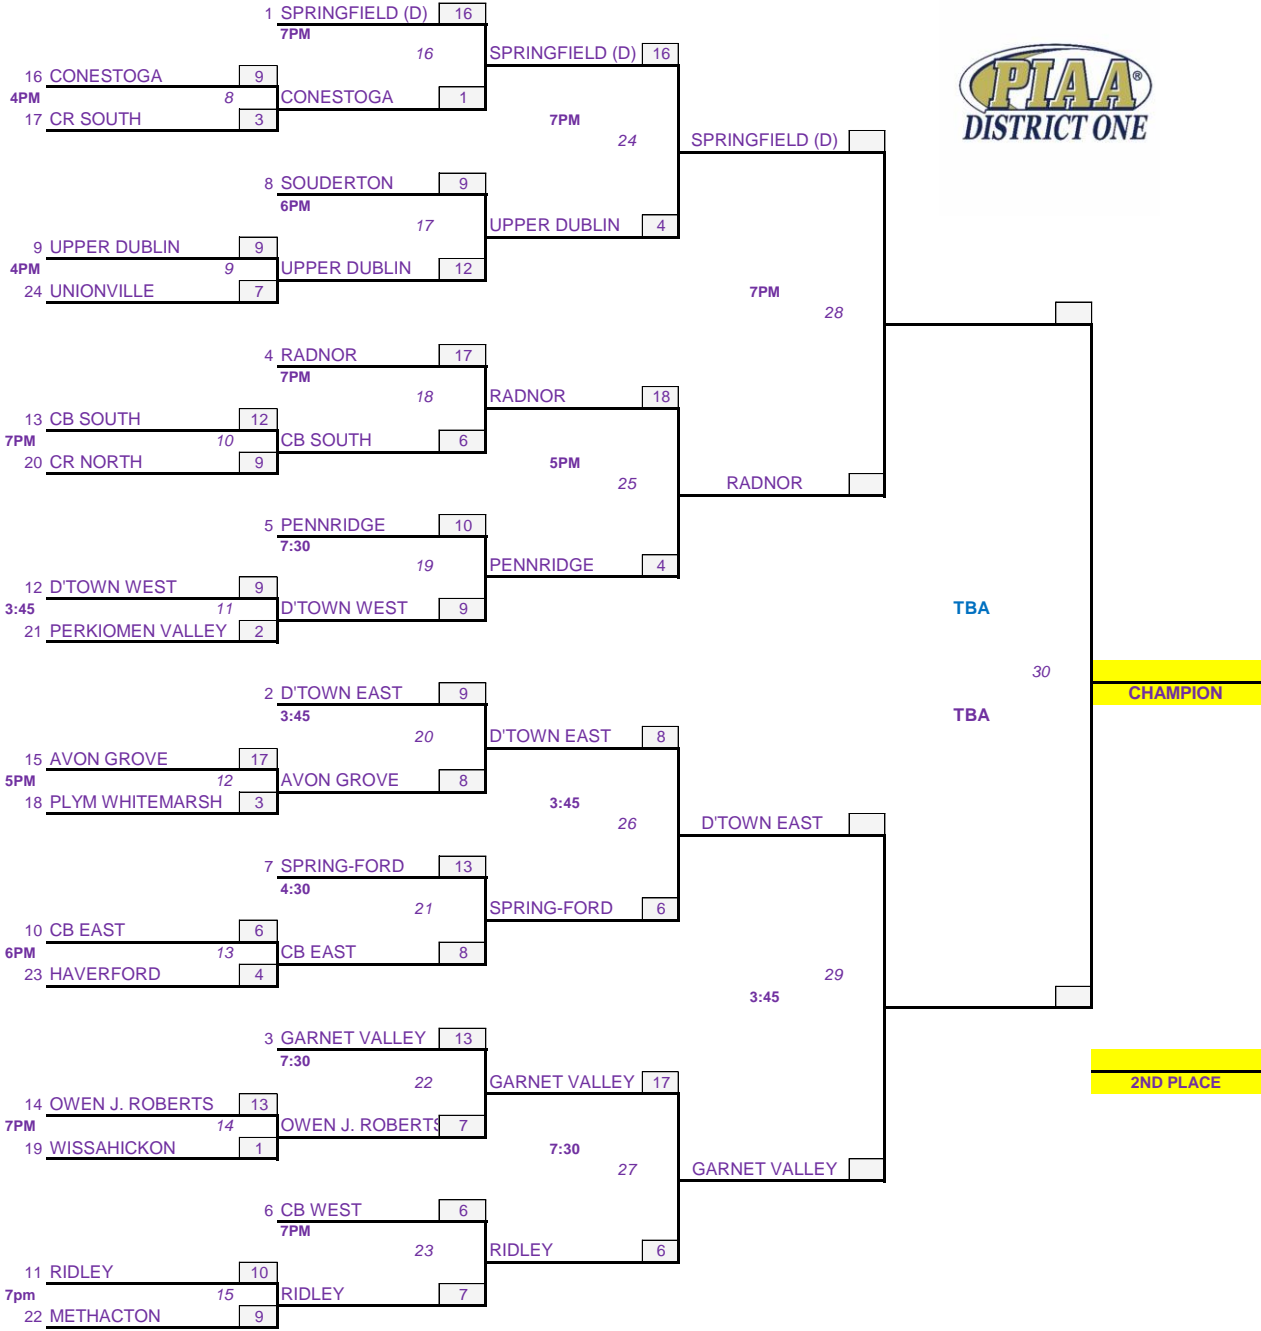 1 SPRINGFIELD (D) 16
7PM
16 SPRINGFIELD (D) 16
16 CONESTOGA 9
4PM 8 CONESTOGA 1
17 CR SOUTH 3
7PM
24 SPRINGFIELD (D)
PIAA®
DISTRICT ONE
8 SOUDERTON 9
6PM
17 UPPER DUBLIN 4
9 UPPER DUBLIN 9
4PM 9 UPPER DUBLIN 12
24 UNIONVILLE 7
7PM
28
4 RADNOR 17
7PM
18 RADNOR 18
13 CB SOUTH 12
7PM 10 CB SOUTH 6
20 CR NORTH 9
5PM
25 RADNOR
5 PENNRIDGE 10
7:30
19 PENNRIDGE 4
12 D'TOWN WEST 9
3:45 11 D'TOWN WEST 9
21 PERKIOMEN VALLEY 2
TBA
30
CHAMPION
TBA
2 D'TOWN EAST 9
3:45
20 D'TOWN EAST 8
15 AVON GROVE 17
5PM 12 AVON GROVE 8
18 PLYM WHITEMARSH 3
3:45
26 D'TOWN EAST
7 SPRING-FORD 13
4:30
21 SPRING-FORD 6
10 CB EAST 6
6PM 13 CB EAST 8
23 HAVERFORD 4
29
3:45
3 GARNET VALLEY 13
7:30
22 GARNET VALLEY 17
2ND PLACE
14 OWEN J. ROBERTS 13
7PM 14 OWEN J. ROBERTS 7
19 WISSAHICKON 1
7:30
27 GARNET VALLEY
6 CB WEST 6
7PM
23 RIDLEY 6
11 RIDLEY 10
7pm 15 RIDLEY 7
22 METHACTON 9